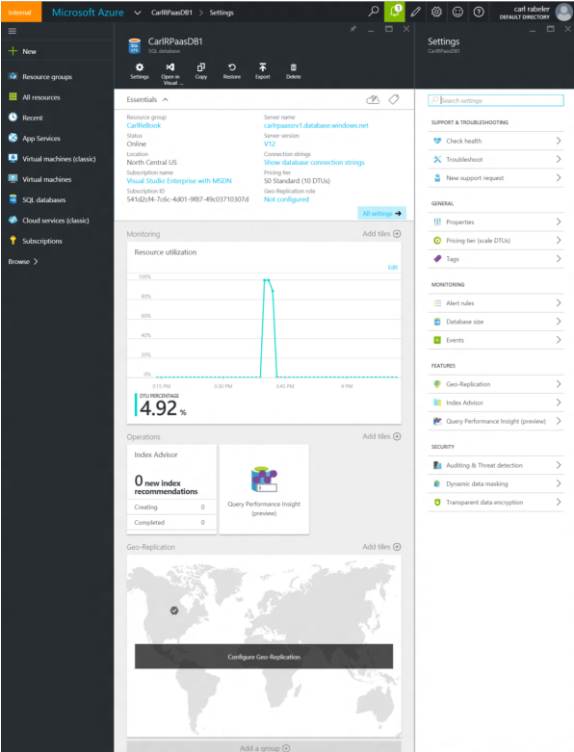 Internal
Microsoft Azure
CarlRPaasDB1 > Settings
1
carl rabeler
DEFAULT DIRECTORY
New
Resource groups
All resources
Recent
App Services
Virtual machines (classic)
Virtual machines
SQL databases
Cloud services (classic)
Subscriptions
Browse >
CarlRPaasDB1
SQL database
Settings
Open in Visual ...
Copy
Restore
Export
Delete
Essentials
Resource group
CarlReBook
Status
Online
Location
North Central US
Subscription name
Visual Studio Enterprise with MSDN
Subscription ID
Server name
carlrpaasrv1.database.windows.net
Server version
V12
Connection strings
Show database connection strings
Pricing tier
S0 Standard (10 DTUs)
Geo-Replication role
Not configured
All settings
Monitoring
Add tiles
Resource utilization
Edit
100%
80%
60%
40%
20%
0%
3:15 PM
3:30 PM
3:45 PM
4 PM
DTU PERCENTAGE
4.92 %
Operations
Add tiles
Index Advisor
0 new index
recommendations
Creating 0
Completed 0
Query Performance Insight
(preview)
Geo-Replication
Add tiles
Configure Geo-Replication
Add a group
Settings
CarlRPaasDB1
Search settings
SUPPORT & TROUBLESHOOTING
Check health
Troubleshoot
New support request
GENERAL
Properties
Pricing tier (scale DTUs)
Tags
MONITORING
Alert rules
Database size
Events
FEATURES
Geo-Replication
Index Advisor
Query Performance Insight (preview)
SECURITY
Auditing & Threat detection
Dynamic data masking
Transparent data encryption